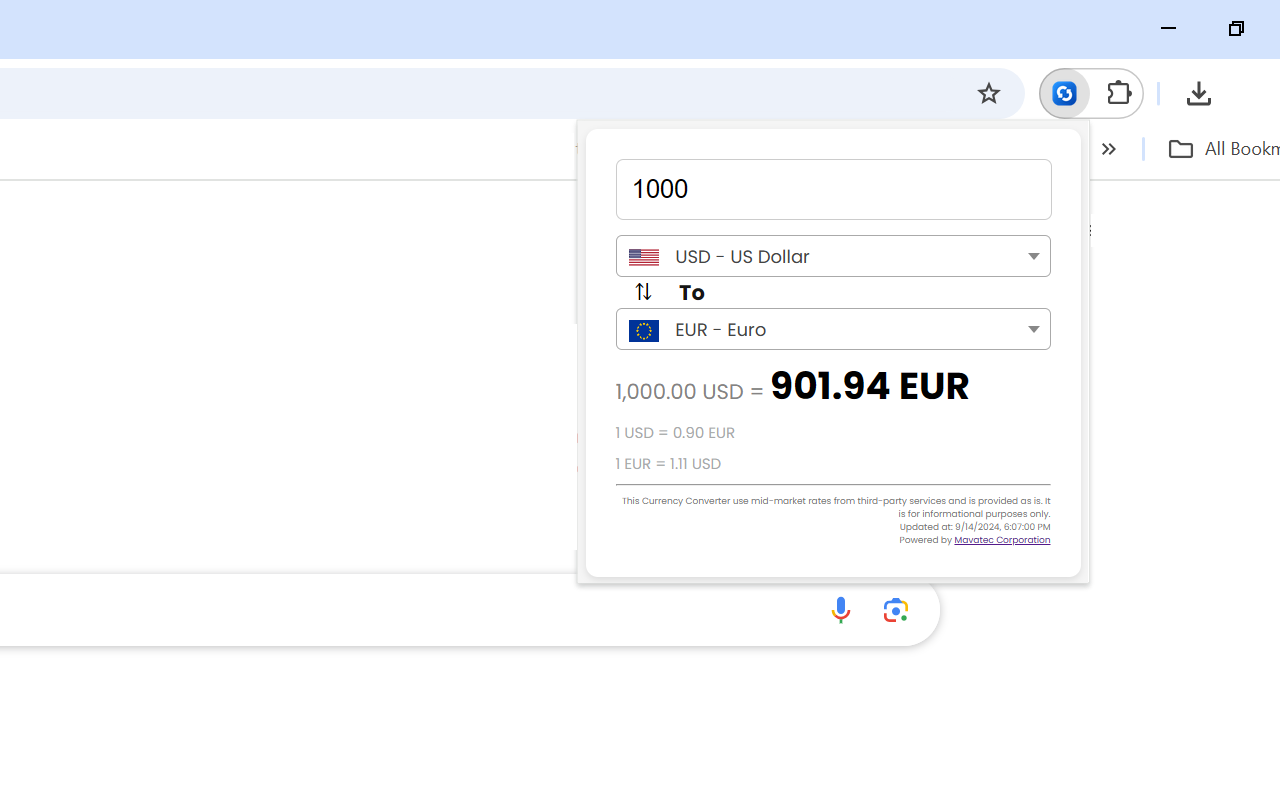 All Bookm
1000
USD - US Dollar
To
EUR - Euro
1,000.00 USD = 901.94 EUR
1 USD = 0.90 EUR
1 EUR = 1.11 USD
This Currency Converter use mid-market rates from third-party services and is provided as is. It
is for informational purposes only.
Updated at: 9/14/2024, 6:07:00 PM
Powered by Mavatec Corporation